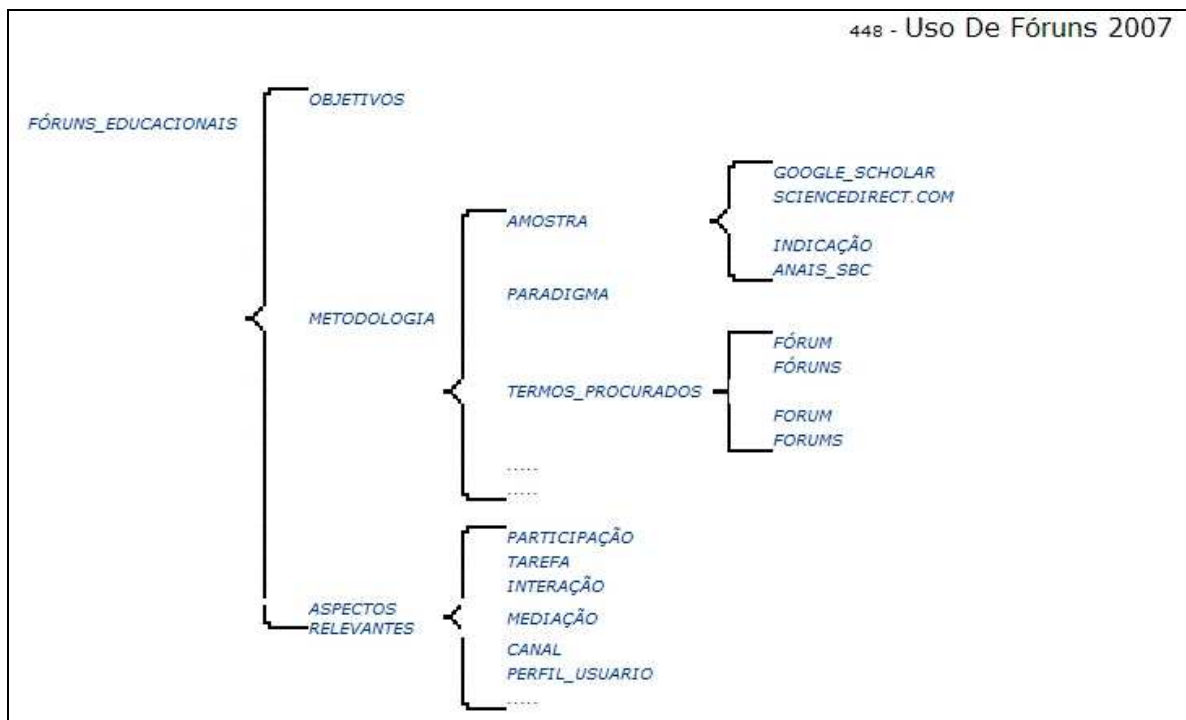 448 - Uso De Fóruns 2007
FÓRUNS_EDUCACIONAIS
OBJETIVOS
METODOLOGIA
AMOSTRA
GOOGLE_SCHOLAR
SCIENCEDIRECT.COM
INDICAÇÃO
ANAIS_SBC
PARADIGMA
TERMOS_PROCURADOS
FÓRUM
FÓRUNS
FORUM
FORUMS
.....
.....
ASPECTOS
RELEVANTES
PARTICIPAÇÃO
TAREFA
INTERAÇÃO
MEDIAÇÃO
CANAL
PERFIL_USUARIO
.....